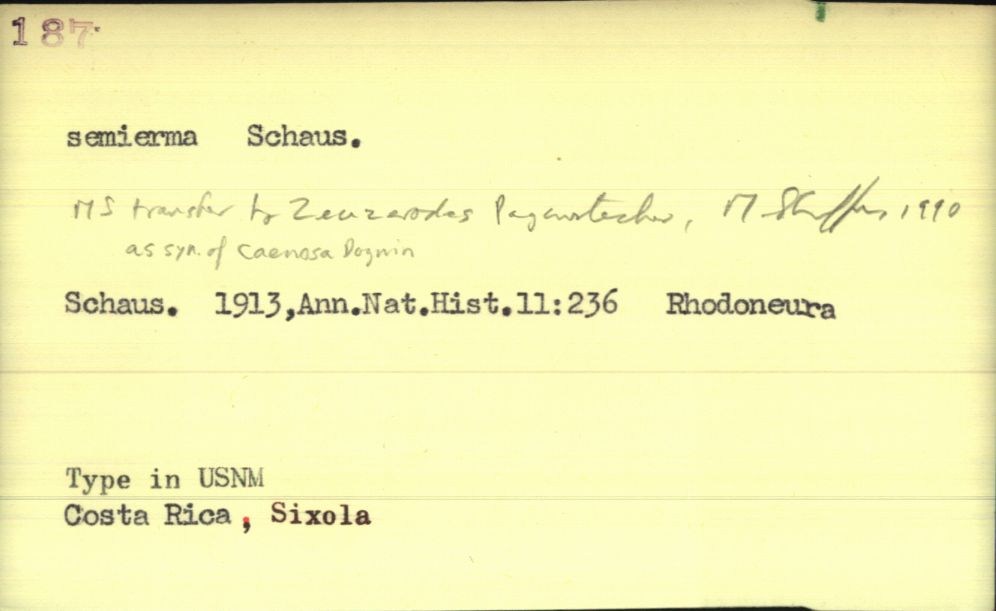 187
semierma Schaus.
MS transfer to Zeuzerodes Pagenstecher, M Shaffer, 1990
as syn. of caenosa Dognin
Schaus. 1913,Ann.Nat.Hist.11:236 Rhodoneura
Type in USNM
Costa Rica, Sixola